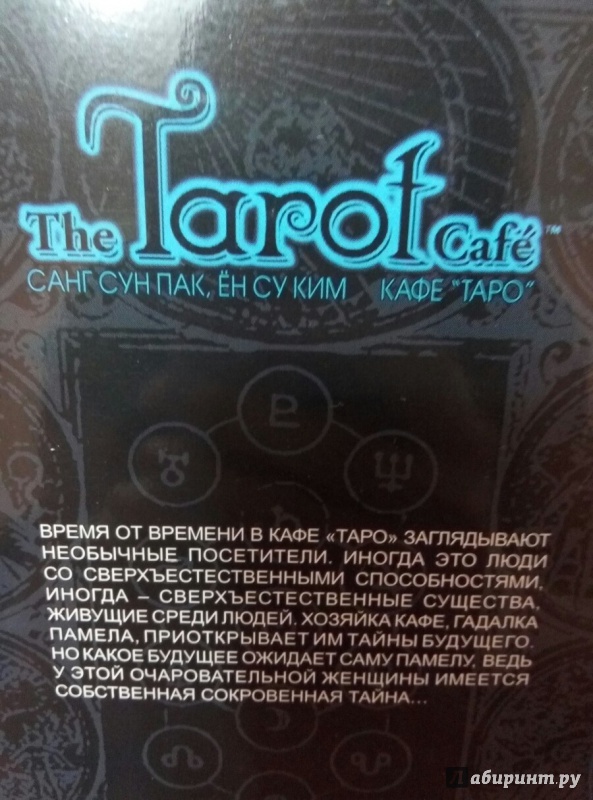 The Tarot Café™
САНГ СУН ПАК, ЁН СУ КИМ КАФЕ "ТАРО"
ВРЕМЯ ОТ ВРЕМЕНИ В КАФЕ «ТАРО» ЗАГЛЯДЫВАЮТ
НЕОБЫЧНЫЕ ПОСЕТИТЕЛИ. ИНОГДА ЭТО ЛЮДИ
СО СВЕРХЪЕСТЕСТВЕННЫМИ СПОСОБНОСТЯМИ,
ИНОГДА – СВЕРХЪЕСТЕСТВЕННЫЕ СУЩЕСТВА,
ЖИВУЩИЕ СРЕДИ ЛЮДЕЙ. ХОЗЯЙКА КАФЕ, ГАДАЛКА
ПАМЕЛА, ПРИОТКРЫВАЕТ ИМ ТАЙНЫ БУДУЩЕГО.
НО КАКОЕ БУДУЩЕЕ ОЖИДАЕТ САМУ ПАМЕЛУ, ВЕДЬ
У ЭТОЙ ОЧАРОВАТЕЛЬНОЙ ЖЕНЩИНЫ ИМЕЕТСЯ
СОБСТВЕННАЯ СОКРОВЕННАЯ ТАЙНА...
Лабиринт.ру